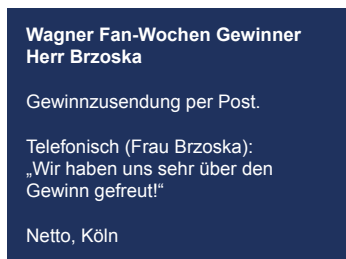 Wagner Fan-Wochen Gewinner
Herr Brzoska
Gewinnzusendung per Post.
Telefonisch (Frau Brzoska):
„Wir haben uns sehr über den
Gewinn gefreut!“
Netto, Köln